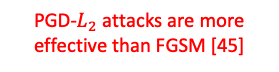 PGD-L₂ attacks are more
effective than FGSM [45]